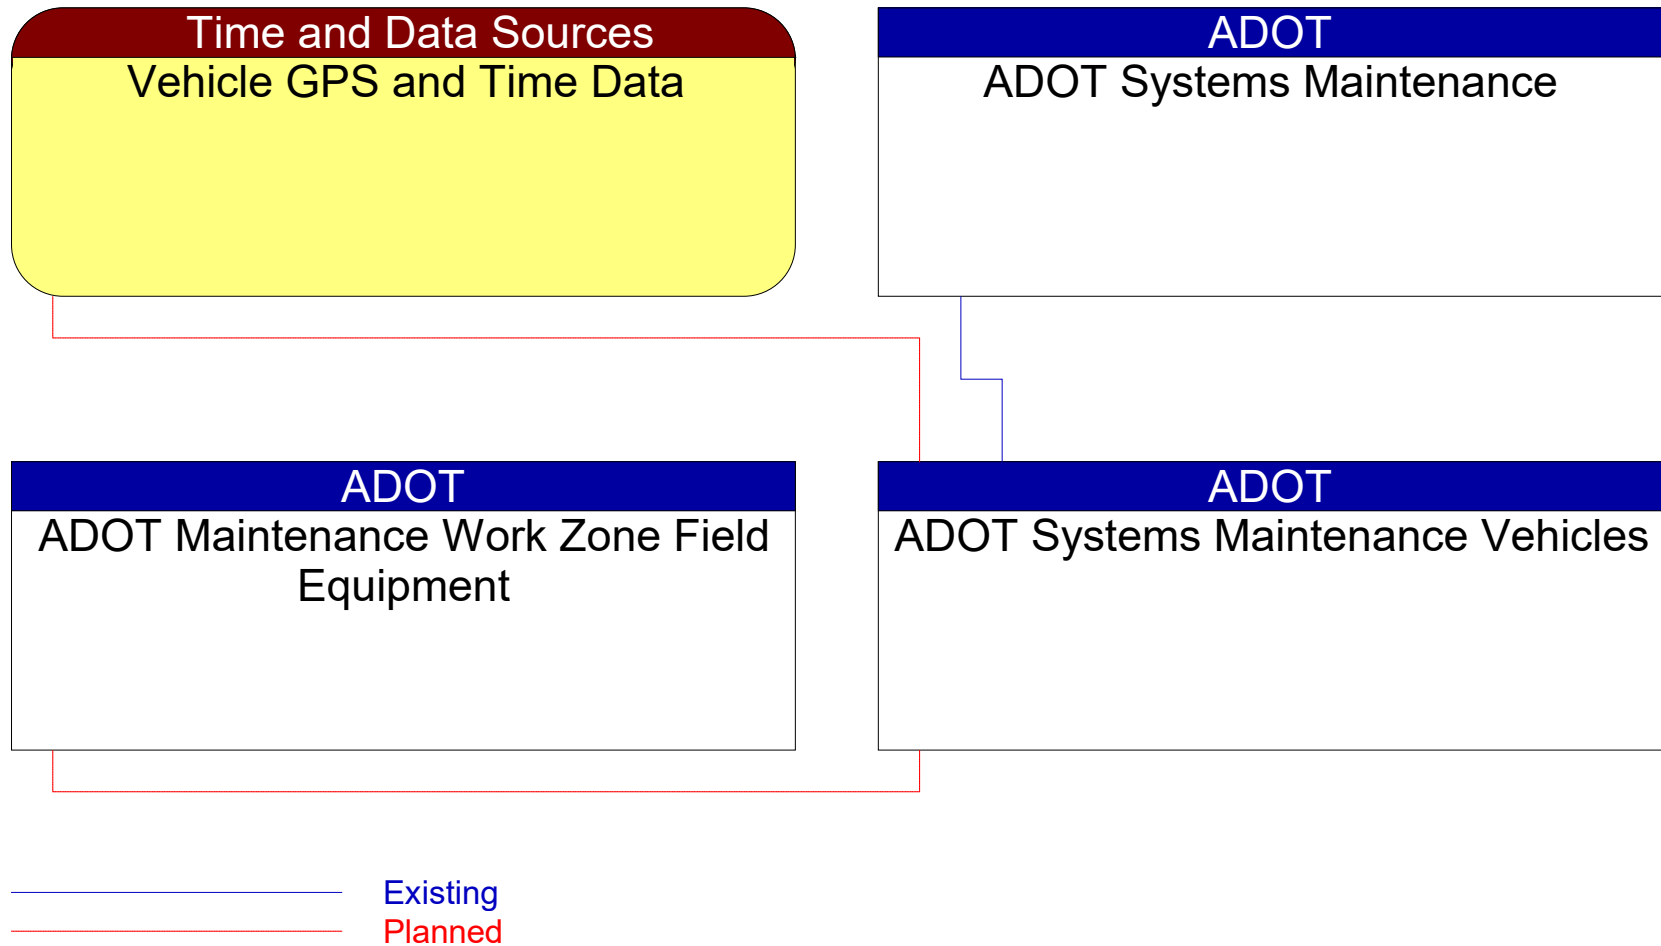 Time and Data Sources
Vehicle GPS and Time Data
ADOT
ADOT Systems Maintenance
ADOT
ADOT Maintenance Work Zone Field
Equipment
ADOT
ADOT Systems Maintenance Vehicles
Existing
Planned